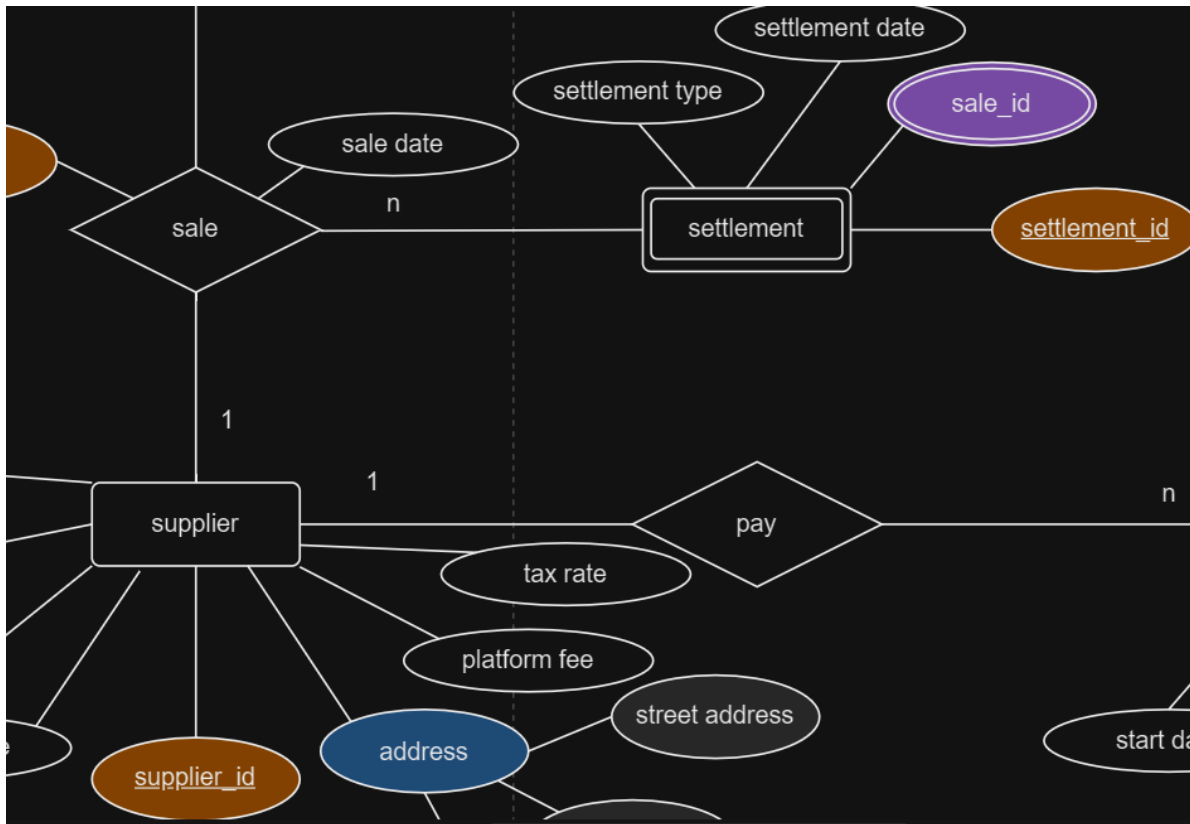 settlement date
settlement type
sale_id
sale date
n
sale
settlement
settlement_id
1
1
n
supplier
pay
tax rate
platform fee
street address
address
start da
supplier_id